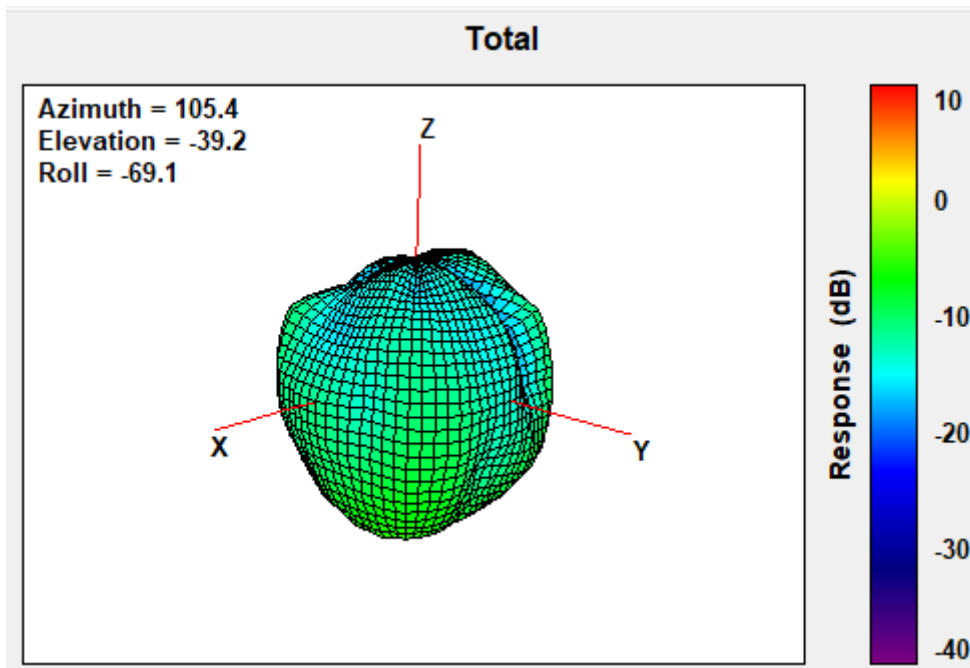 Total
Azimuth = 105.4
Elevation = -39.2
Roll = -69.1
Z
X
Y
Response (dB)
10
0
-10
-20
-30
-40